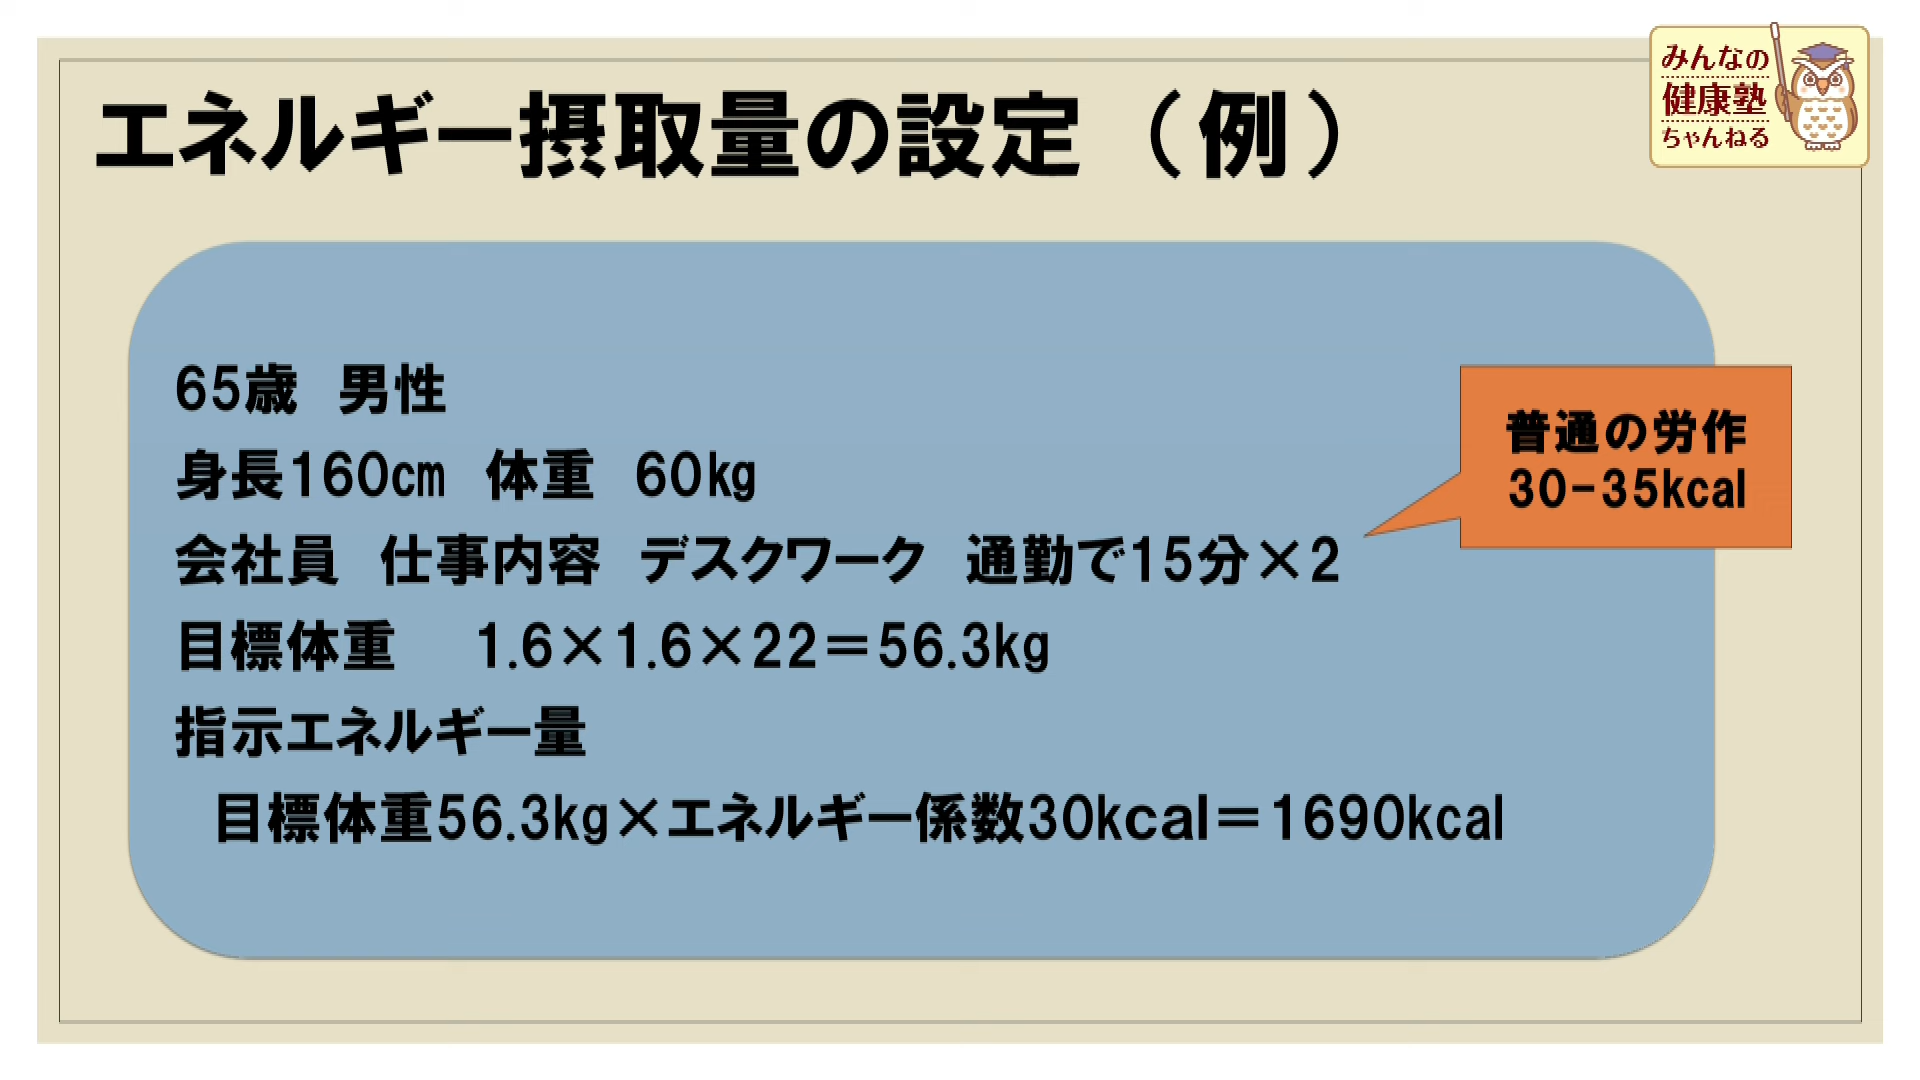 エネルギー摂取量の設定（例）
みんなの
健康塾
ちゃんねる
65歳　男性
身長160㎝　体重　60㎏
会社員　仕事内容　デスクワーク　通勤で15分×2
普通の労作
30-35kcal
目標体重　1.6×1.6×22＝56.3kg
指示エネルギー量
目標体重56.3kg×エネルギー係数30kcal＝1690kcal